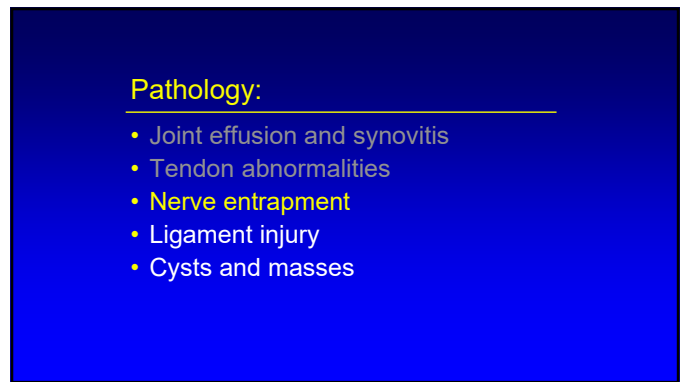 Pathology:
• Joint effusion and synovitis
• Tendon abnormalities
• Nerve entrapment
• Ligament injury
• Cysts and masses